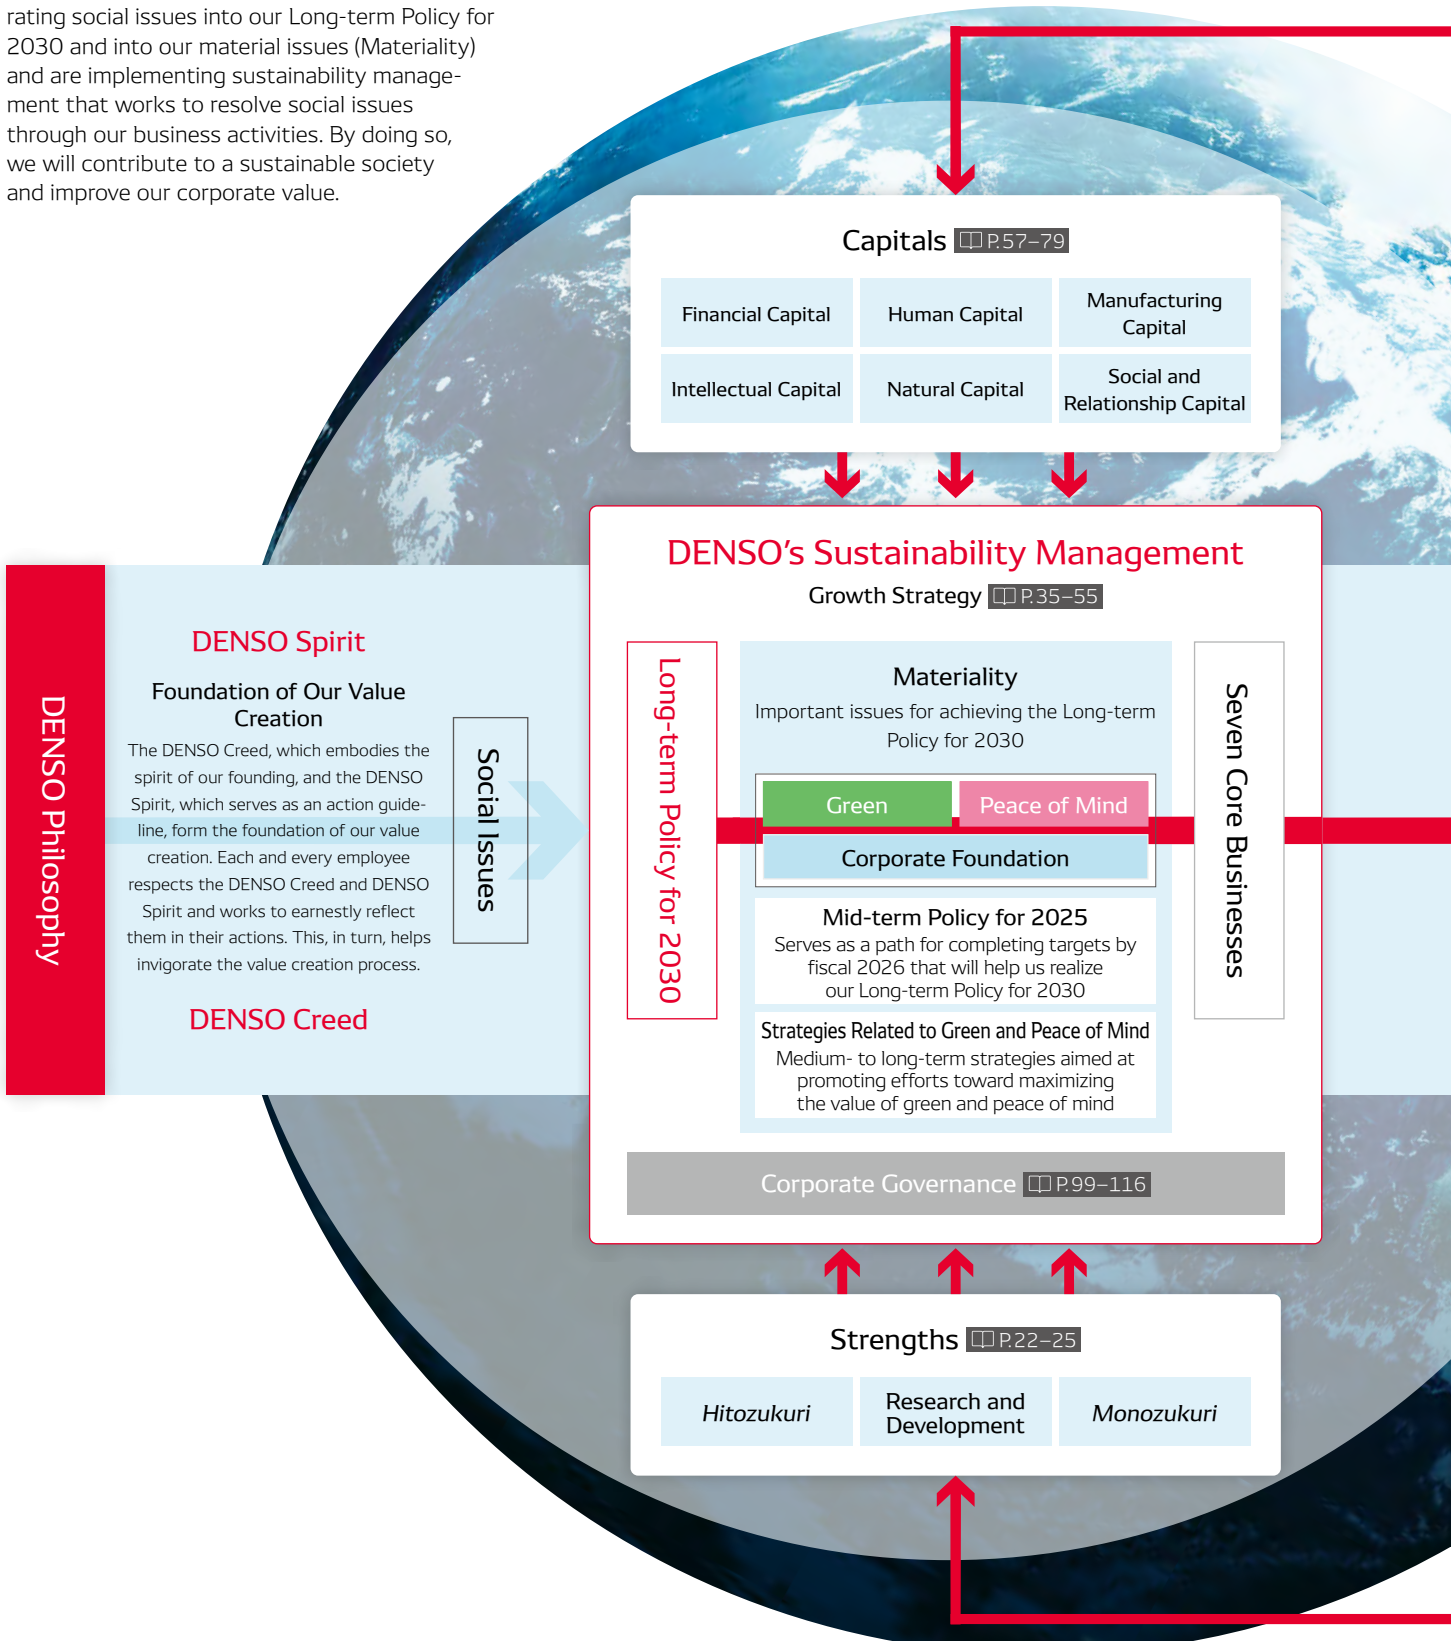 rating social issues into our Long-term Policy for
2030 and into our material issues (Materiality)
and are implementing sustainability manage-
ment that works to resolve social issues
through our business activities. By doing so,
we will contribute to a sustainable society
and improve our corporate value.
Capitals P.57–79
Financial Capital
Human Capital
Manufacturing
Capital
Intellectual Capital
Natural Capital
Social and
Relationship Capital
DENSO Philosophy
DENSO Spirit
Foundation of Our Value
Creation
The DENSO Creed, which embodies the
spirit of our founding, and the DENSO
Spirit, which serves as an action guide-
line, form the foundation of our value
creation. Each and every employee
respects the DENSO Creed and DENSO
Spirit and works to earnestly reflect
them in their actions. This, in turn, helps
invigorate the value creation process.
DENSO Creed
Social Issues
DENSO’s Sustainability Management
Growth Strategy P.35–55
Long-term Policy for 2030
Materiality
Important issues for achieving the Long-term
Policy for 2030
Green
Peace of Mind
Corporate Foundation
Mid-term Policy for 2025
Serves as a path for completing targets by
fiscal 2026 that will help us realize
our Long-term Policy for 2030
Strategies Related to Green and Peace of Mind
Medium- to long-term strategies aimed at
promoting efforts toward maximizing
the value of green and peace of mind
Seven Core Businesses
Corporate Governance P.99–116
Strengths P.22–25
Hitozukuri
Research and
Development
Monozukuri